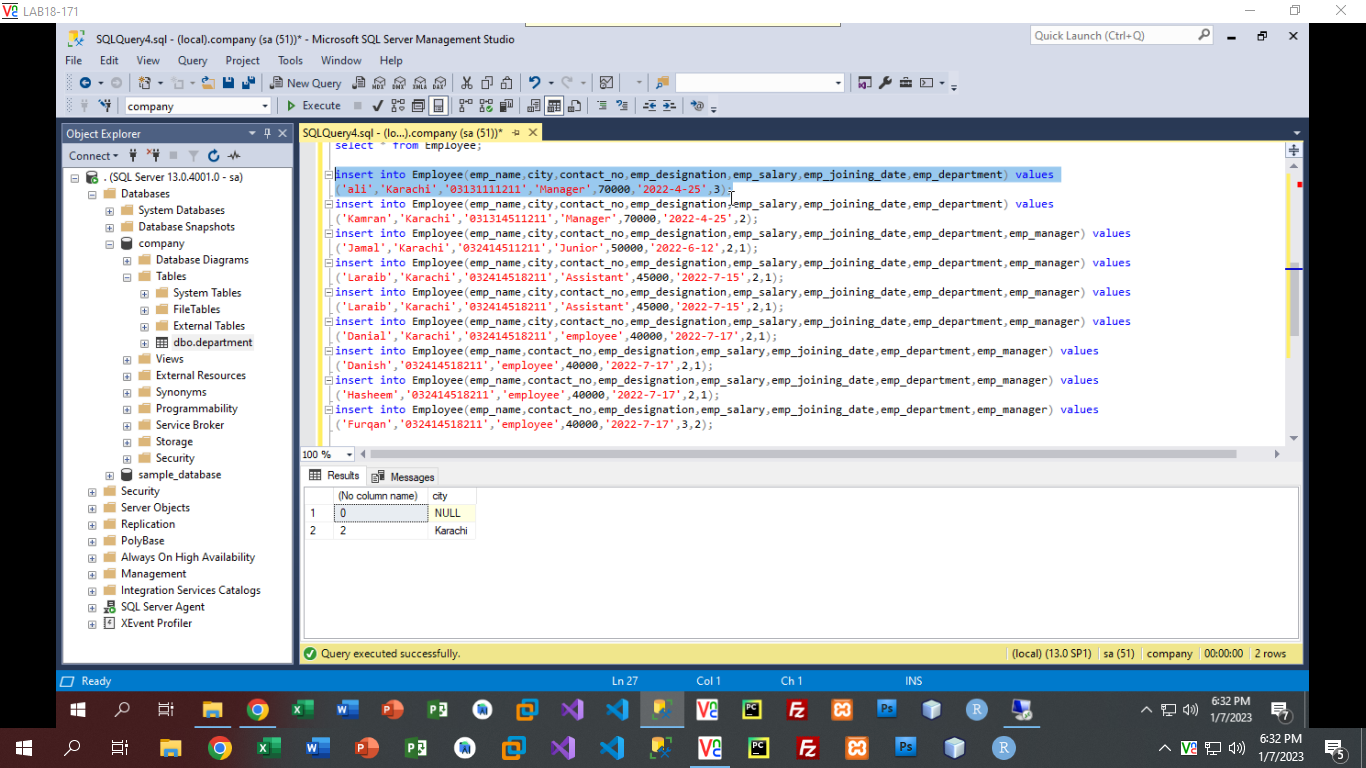 LAB18-171
SQLQuery4.sql - (local).company (sa (51))* - Microsoft SQL Server Management Studio
Quick Launch (Ctrl+Q)
File Edit View Query Project Tools Window Help
New Query
company
Execute
Object Explorer
SQLQuery4.sql - (lo...).company (sa (51))*
Connect
. (SQL Server 13.0.4001.0 - sa)
Databases
System Databases
Database Snapshots
company
Database Diagrams
Tables
System Tables
FileTables
External Tables
dbo.department
Views
External Resources
Synonyms
Programmability
Service Broker
Storage
Security
sample_database
Security
Server Objects
Replication
PolyBase
Always On High Availability
Management
Integration Services Catalogs
SQL Server Agent
XEvent Profiler
select * from Employee;
insert into Employee(emp_name,city,contact_no,emp_designation,emp_salary,emp_joining_date,emp_department) values
('ali','Karachi','03131111211','Manager',70000,'2022-4-25',3);
insert into Employee(emp_name,city,contact_no,emp_designation,emp_salary,emp_joining_date,emp_department) values
('Kamran','Karachi','031314511211','Manager',70000,'2022-4-25',2);
insert into Employee(emp_name,city,contact_no,emp_designation,emp_salary,emp_joining_date,emp_department,emp_manager) values
('Jamal','Karachi','032414511211','Junior',50000,'2022-6-12',2,1);
insert into Employee(emp_name,city,contact_no,emp_designation,emp_salary,emp_joining_date,emp_department,emp_manager) values
('Laraib','Karachi','032414518211','Assistant',45000,'2022-7-15',2,1);
insert into Employee(emp_name,city,contact_no,emp_designation,emp_salary,emp_joining_date,emp_department,emp_manager) values
('Laraib','Karachi','032414518211','Assistant',45000,'2022-7-15',2,1);
insert into Employee(emp_name,city,contact_no,emp_designation,emp_salary,emp_joining_date,emp_department,emp_manager) values
('Danial','Karachi','032414518211','employee',40000,'2022-7-17',2,1);
insert into Employee(emp_name,contact_no,emp_designation,emp_salary,emp_joining_date,emp_department,emp_manager) values
('Danish','032414518211','employee',40000,'2022-7-17',2,1);
insert into Employee(emp_name,contact_no,emp_designation,emp_salary,emp_joining_date,emp_department,emp_manager) values
('Hasheem','032414518211','employee',40000,'2022-7-17',2,1);
insert into Employee(emp_name,contact_no,emp_designation,emp_salary,emp_joining_date,emp_department,emp_manager) values
('Furqan','032414518211','employee',40000,'2022-7-17',3,2);
100 %
Results Messages
(No column name) city
1 0 NULL
2 2 Karachi
Query executed successfully.
(local) (13.0 SP1) sa (51) company 00:00:00 2 rows
Ready Ln 27 Col 1 Ch 1 INS
6:32 PM
1/7/2023
7
6:32 PM
1/7/2023
5